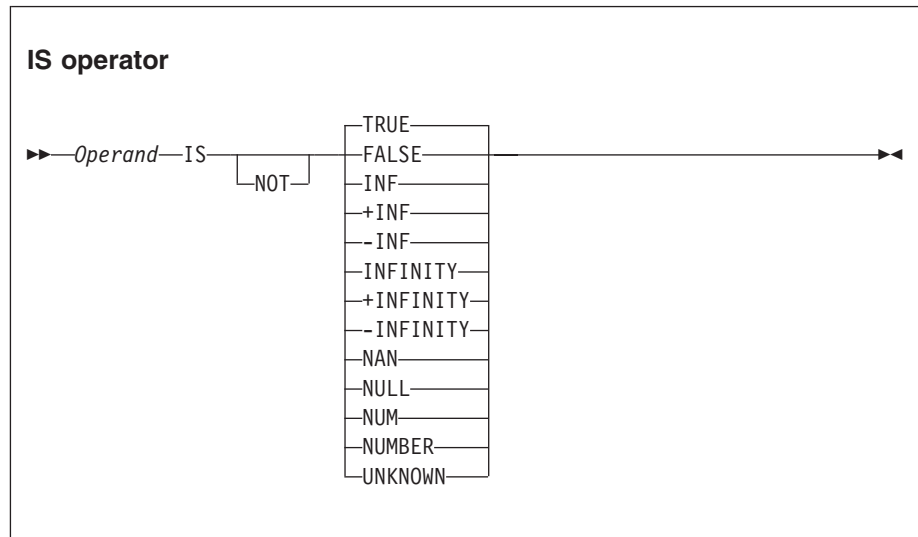 IS operator
TRUE
Operand IS FALSE
NOT INF
+INF
-INF
INFINITY
+INFINITY
-INFINITY
NAN
NULL
NUM
NUMBER
UNKNOWN